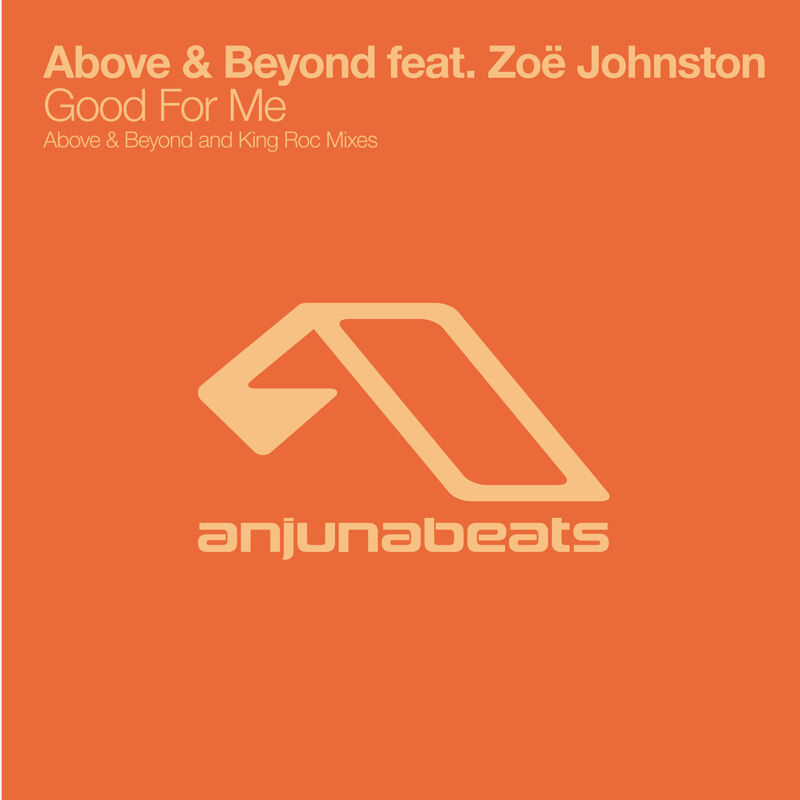 Above & Beyond feat. Zoë Johnston
Good For Me
Above & Beyond and King Roc Mixes
anjunabeats